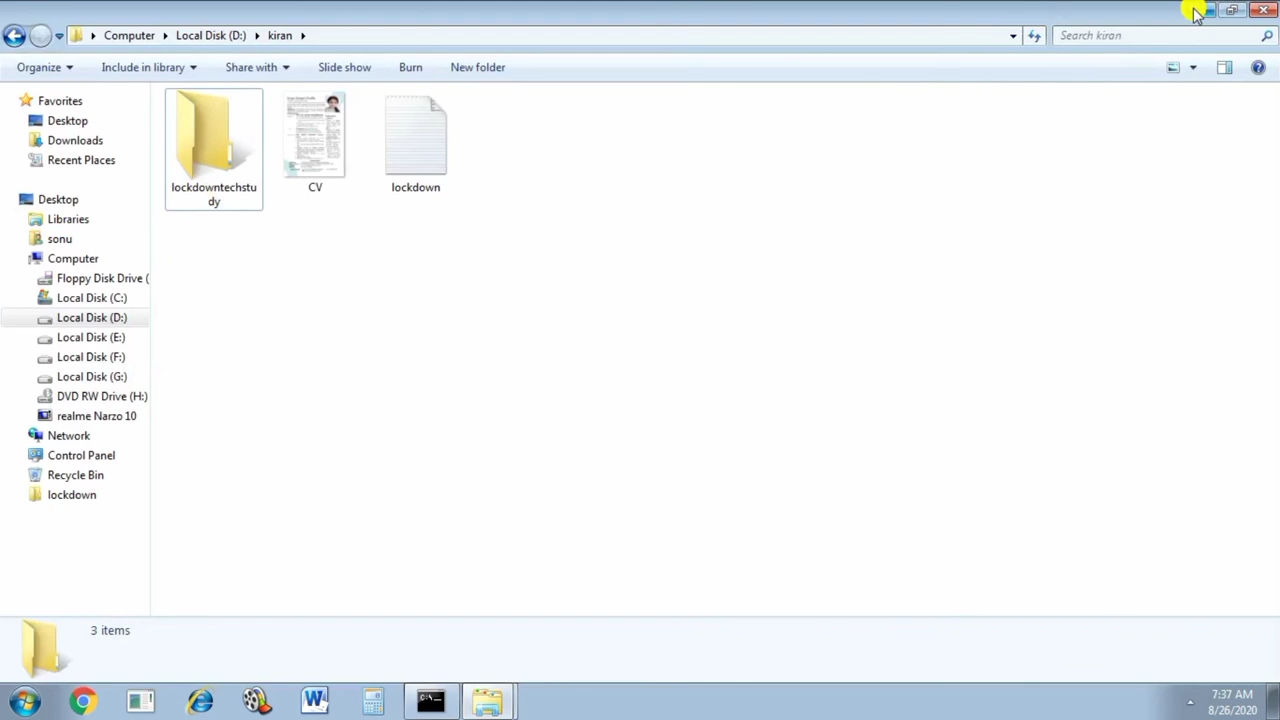 Computer Local Disk (D:) kiran
Search kiran
Organize Include in library Share with Slide show Burn New folder
Favorites
Desktop
Downloads
Recent Places
Desktop
Libraries
sonu
Computer
Floppy Disk Drive (
Local Disk (C:)
Local Disk (D:)
Local Disk (E:)
Local Disk (F:)
Local Disk (G:)
DVD RW Drive (H:)
realme Narzo 10
Network
Control Panel
Recycle Bin
lockdown
lockdowntechstu
dy
CV
lockdown
3 items
7:37 AM
8/26/2020